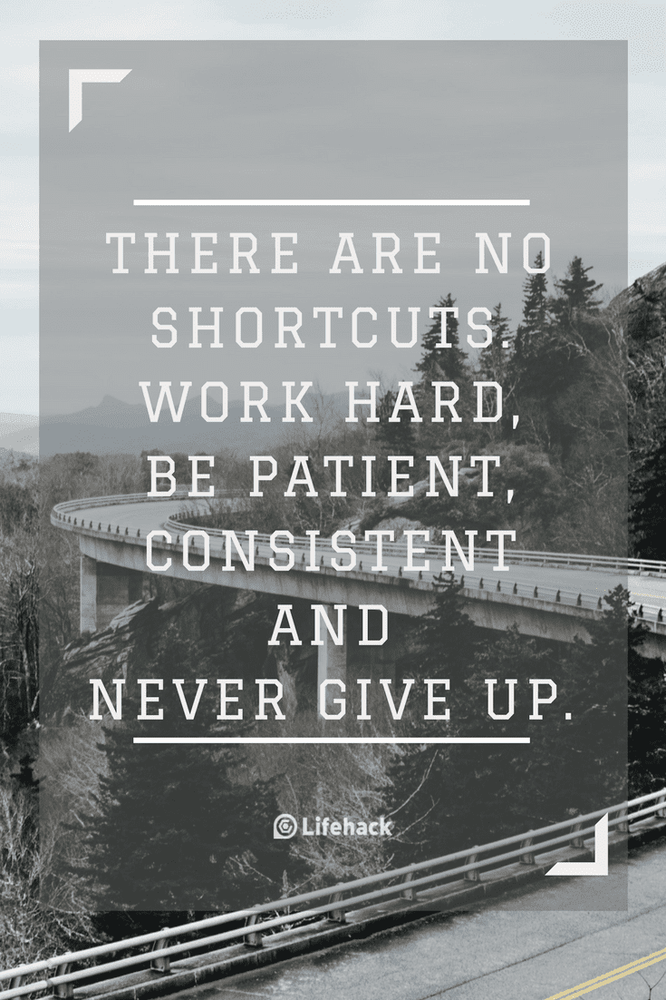 THERE ARE NO
SHORTCUTS.
WORK HARD,
BE PATIENT,
CONSISTENT
AND
NEVER GIVE UP.
Lifehack